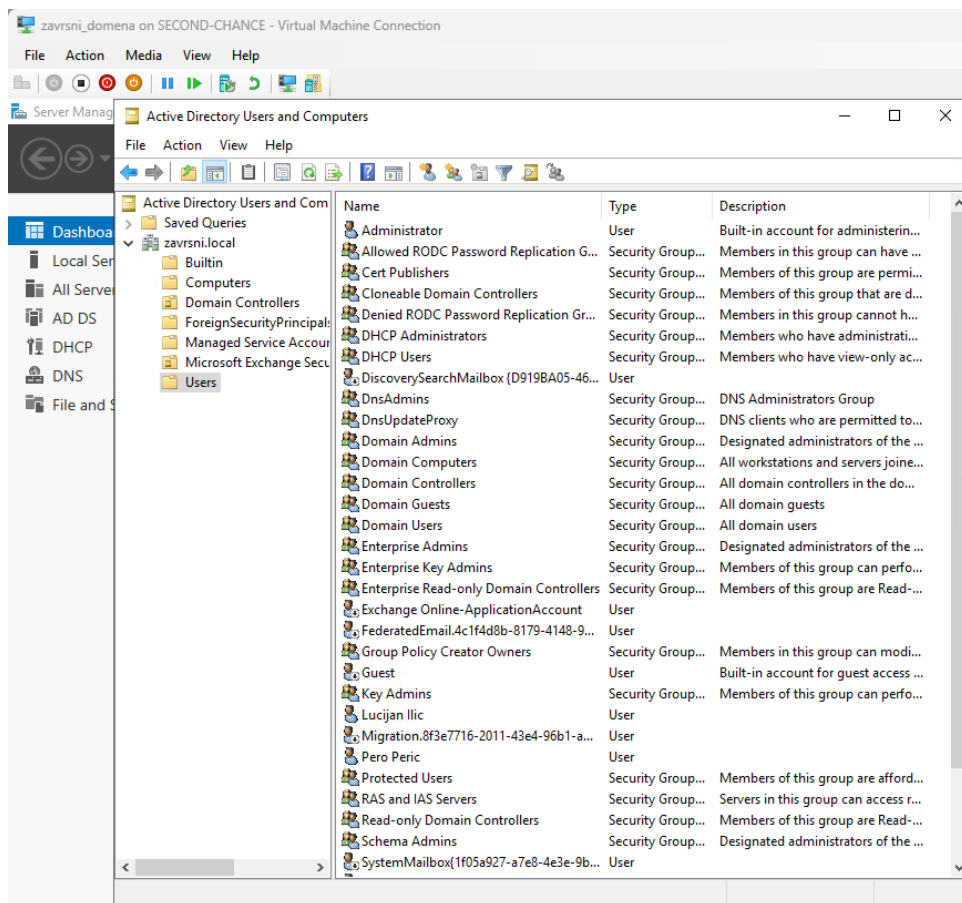 zavrsni_domena on SECOND-CHANCE - Virtual Machine Connection
File Action Media View Help
Server Manag
Active Directory Users and Computers
File Action View Help
Dashboa
Local Ser
All Server
AD DS
DHCP
DNS
File and S
Active Directory Users and Com
Saved Queries
zavrsni.local
Builtin
Computers
Domain Controllers
ForeignSecurityPrincipals
Managed Service Accour
Microsoft Exchange Secu
Users
Name Type Description
Administrator User Built-in account for administerin...
Allowed RODC Password Replication G... Security Group... Members in this group can have ...
Cert Publishers Security Group... Members of this group are permi...
Cloneable Domain Controllers Security Group... Members of this group that are d...
Denied RODC Password Replication Gr... Security Group... Members in this group cannot h...
DHCP Administrators Security Group... Members who have administrati...
DHCP Users Security Group... Members who have view-only ac...
DiscoverySearchMailbox {D919BA05-46... User
DnsAdmins Security Group... DNS Administrators Group
DnsUpdateProxy Security Group... DNS clients who are permitted to...
Domain Admins Security Group... Designated administrators of the ...
Domain Computers Security Group... All workstations and servers joine...
Domain Controllers Security Group... All domain controllers in the do...
Domain Guests Security Group... All domain guests
Domain Users Security Group... All domain users
Enterprise Admins Security Group... Designated administrators of the ...
Enterprise Key Admins Security Group... Members of this group can perfo...
Enterprise Read-only Domain Controllers Security Group... Members of this group are Read-...
Exchange Online-ApplicationAccount User
FederatedEmail.4c1f4d8b-8179-4148-9... User
Group Policy Creator Owners Security Group... Members in this group can modi...
Guest User Built-in account for guest access ...
Key Admins Security Group... Members of this group can perfo...
Lucijan Ilic User
Migration.8f3e7716-2011-43e4-96b1-a... User
Pero Peric User
Protected Users Security Group... Members of this group are afford...
RAS and IAS Servers Security Group... Servers in this group can access r...
Read-only Domain Controllers Security Group... Members of this group are Read-...
Schema Admins Security Group... Designated administrators of the ...
SystemMailbox{1f05a927-a7e8-4e3e-9b... User